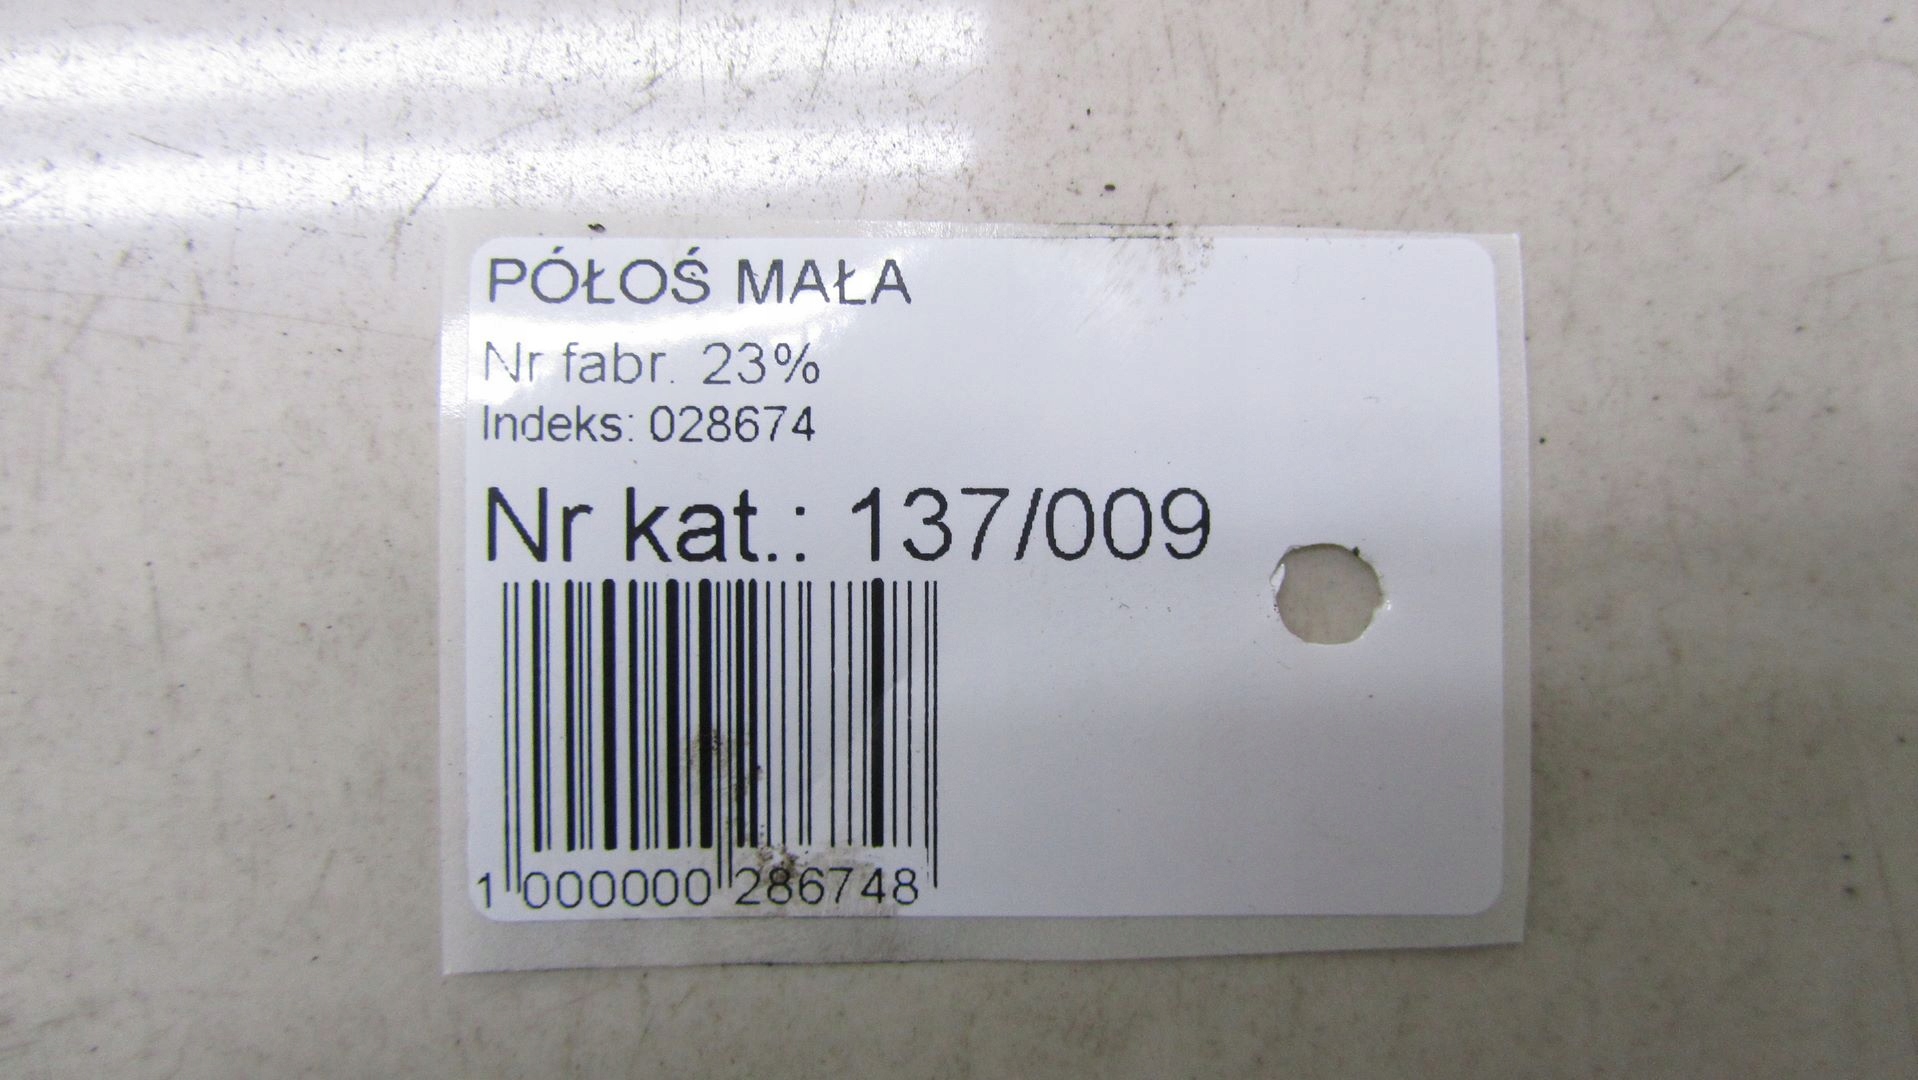 PÓŁOŚ MAŁA
Nr fabr. 23%
Indeks: 028674
Nr kat.: 137/009
1 000000 286748